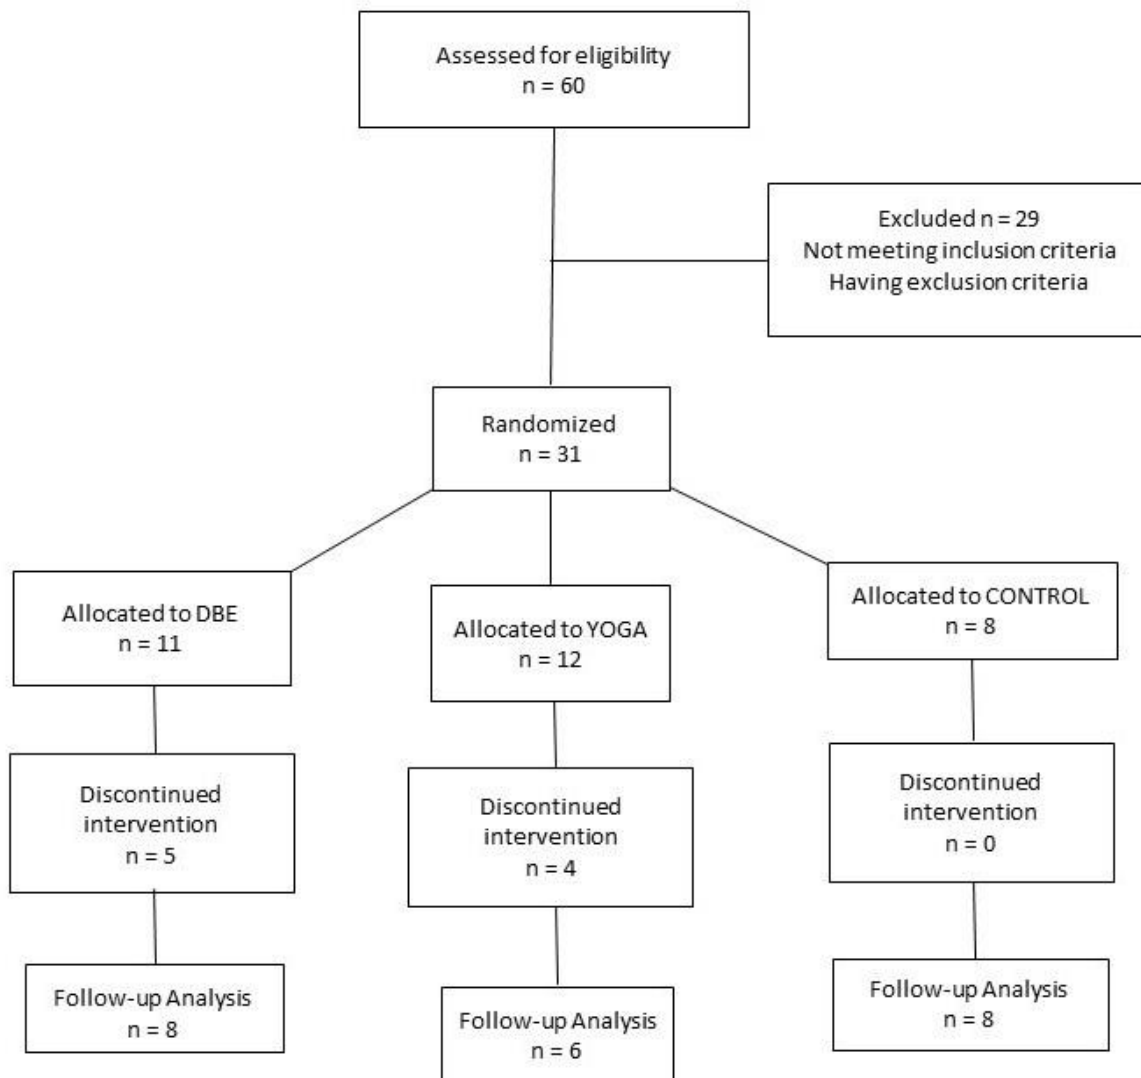 Assessed for eligibility
n = 60
Excluded n = 29
Not meeting inclusion criteria
Having exclusion criteria
Randomized
n = 31
Allocated to DBE
n = 11
Allocated to YOGA
n = 12
Allocated to CONTROL
n = 8
Discontinued
intervention
n = 5
Discontinued
intervention
n = 4
Discontinued
intervention
n = 0
Follow-up Analysis
n = 8
Follow-up Analysis
n = 6
Follow-up Analysis
n = 8